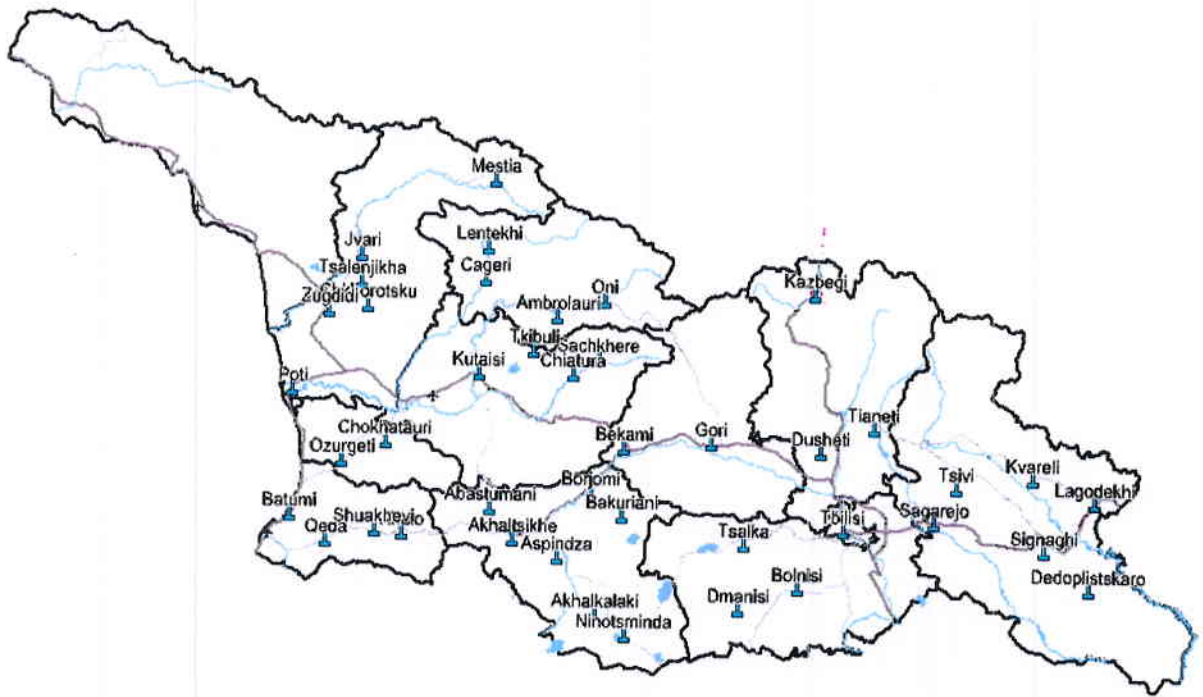 Mestia
Jvari
Lentekhi
Tsalenjikha
Cageri
Zugdidi
Oni
Kazbegi
Ambrolauri
Tkibuli
Sachkhere
Kutaisi
Chiatura
Poti
Chokhatauri
Ozurgeti
Bekami
Gori
Dusheti
Tianeti
Tsivi
Kvareli
Lagodekhi
Borjomi
Abastumani
Bakuriani
Batumi
Shuakhevi
Qeda
Akhaltsikhe
Aspindza
Tsalka
Tbilisi
Sagarejo
Signaghi
Dedoplistskaro
Bolnisi
Dmanisi
Akhalkalaki
Ninotsminda